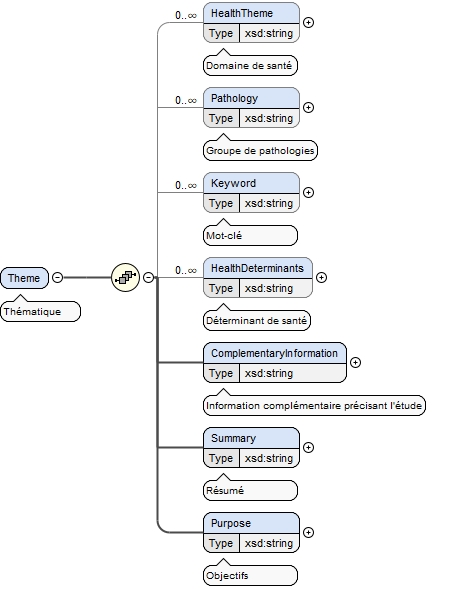 0..∞
HealthTheme
Type xsd:string
Domaine de santé
0..∞
Pathology
Type xsd:string
Groupe de pathologies
0..∞
Keyword
Type xsd:string
Mot-clé
0..∞
HealthDeterminants
Type xsd:string
Déterminant de santé
Theme
Thématique
ComplementaryInformation
Type xsd:string
Information complémentaire précisant l'étude
Summary
Type xsd:string
Résumé
Purpose
Type xsd:string
Objectifs